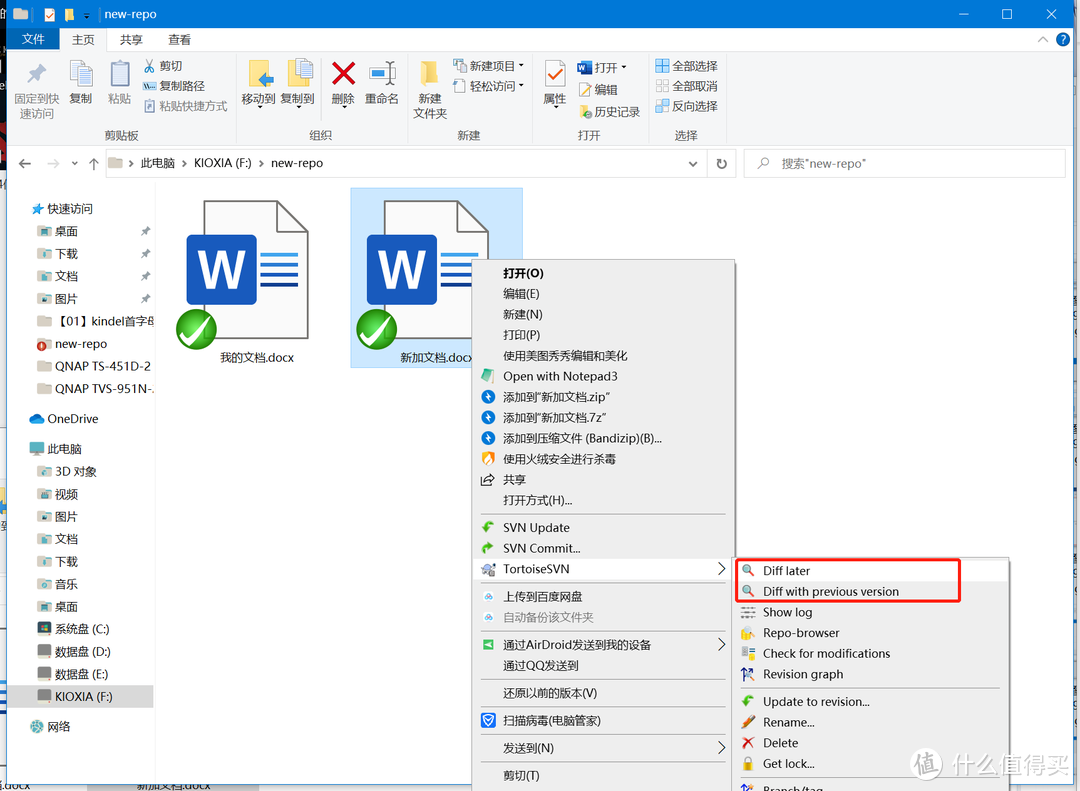 new-repo
文件 主页 共享 查看
固定到快速访问
复制
粘贴
剪切
复制路径
粘贴快捷方式
剪贴板
移动到
复制到
删除
重命名
组织
新建文件夹
新建项目
轻松访问
新建
属性
打开
编辑
历史记录
打开
全部选择
全部取消
反向选择
选择
此电脑 > KIOXIA (F:) > new-repo
搜索"new-repo"
快速访问
桌面
下载
文档
图片
【01】kindel首字母
new-repo
QNAP TS-451D-2
QNAP TVS-951N-.
OneDrive
此电脑
3D 对象
视频
图片
文档
下载
音乐
桌面
系统盘 (C:)
数据盘 (D:)
数据盘 (E:)
KIOXIA (F:)
网络
W
我的文档.docx
W
新加文档.docx
打开(O)
编辑(E)
新建(N)
打印(P)
使用美图秀秀编辑和美化
Open with Notepad3
添加到"新加文档.zip"
添加到"新加文档.7z"
添加到压缩文件 (Bandizip)(B)...
使用火绒安全进行杀毒
共享
打开方式(H)...
SVN Update
SVN Commit...
TortoiseSVN
上传到百度网盘
自动备份该文件夹
通过AirDroid发送到我的设备
通过QQ发送到
还原以前的版本(V)
扫描病毒(电脑管家)
发送到(N)
剪切(T)
Diff later
Diff with previous version
Show log
Repo-browser
Check for modifications
Revision graph
Update to revision...
Rename...
Delete
Get lock...
Branch/tag
值 什么值得买
.docx
新加文档.docx